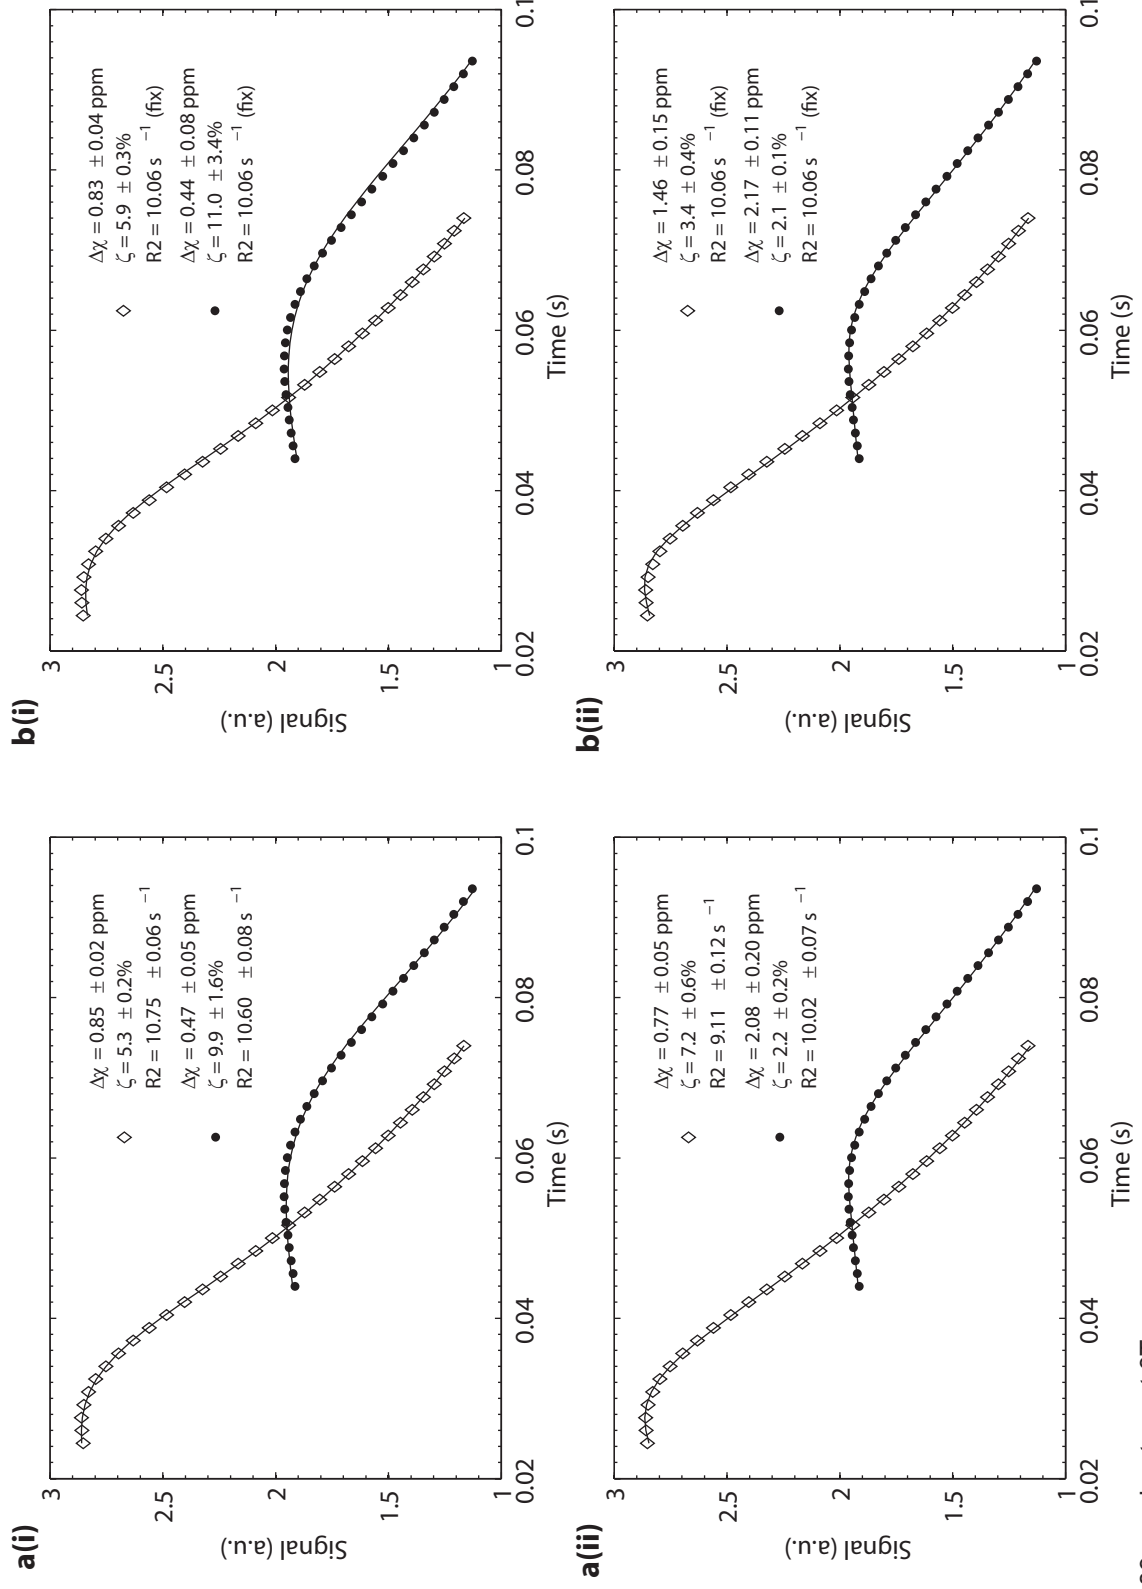 a(i)
3
2.5
2
1.5
1
Signal (a.u.)
0.02
0.04
0.06
0.08
0.1
Time (s)
Δχ = 0.85 ± 0.02 ppm
ζ = 5.3 ± 0.2%
R2 = 10.75 ± 0.06 s −1
Δχ = 0.47 ± 0.05 ppm
ζ = 9.9 ± 1.6%
R2 = 10.60 ± 0.08 s −1
b(i)
3
2.5
2
1.5
1
Signal (a.u.)
0.02
0.04
0.06
0.08
0.1
Time (s)
Δχ = 0.83 ± 0.04 ppm
ζ = 5.9 ± 0.3%
R2 = 10.06 s −1 (fix)
Δχ = 0.44 ± 0.08 ppm
ζ = 11.0 ± 3.4%
R2 = 10.06 s −1 (fix)
a(ii)
3
2.5
2
1.5
1
Signal (a.u.)
0.02
0.04
0.06
0.08
0.1
Time (s)
Δχ = 0.77 ± 0.05 ppm
ζ = 7.2 ± 0.6%
R2 = 9.11 ± 0.12 s −1
Δχ = 2.08 ± 0.20 ppm
ζ = 2.2 ± 0.2%
R2 = 10.02 ± 0.07 s −1
b(ii)
3
2.5
2
1.5
1
Signal (a.u.)
0.02
0.04
0.06
0.08
0.1
Time (s)
Δχ = 1.46 ± 0.15 ppm
ζ = 3.4 ± 0.4%
R2 = 10.06 s −1 (fix)
Δχ = 2.17 ± 0.11 ppm
ζ = 2.1 ± 0.1%
R2 = 10.06 s −1 (fix)